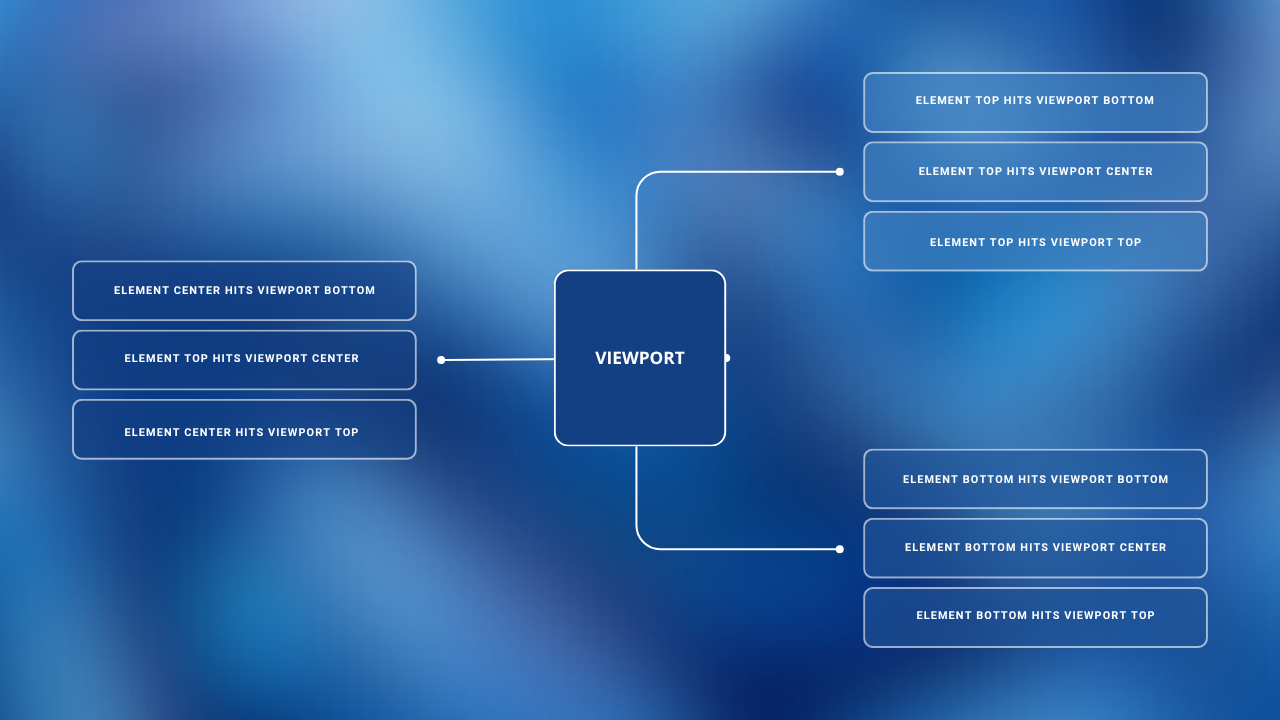 ELEMENT TOP HITS VIEWPORT BOTTOM
ELEMENT TOP HITS VIEWPORT CENTER
ELEMENT TOP HITS VIEWPORT TOP
ELEMENT CENTER HITS VIEWPORT BOTTOM
ELEMENT TOP HITS VIEWPORT CENTER
ELEMENT CENTER HITS VIEWPORT TOP
VIEWPORT
ELEMENT BOTTOM HITS VIEWPORT BOTTOM
ELEMENT BOTTOM HITS VIEWPORT CENTER
ELEMENT BOTTOM HITS VIEWPORT TOP